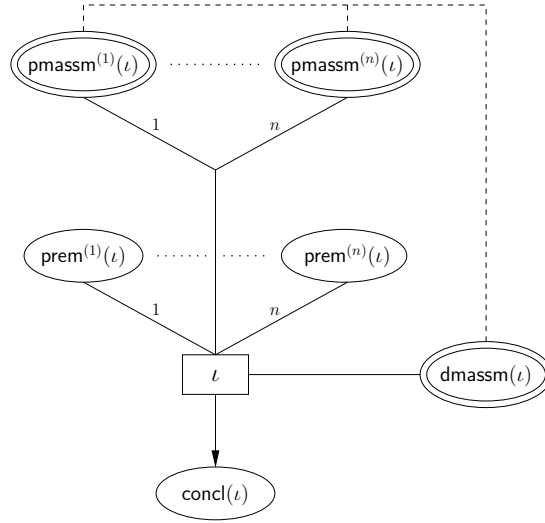 pmassm⁽¹⁾(ι) pmassm⁽ⁿ⁾(ι)
1 n
prem⁽¹⁾(ι) prem⁽ⁿ⁾(ι)
1 n
ι dmassm(ι)
concl(ι)